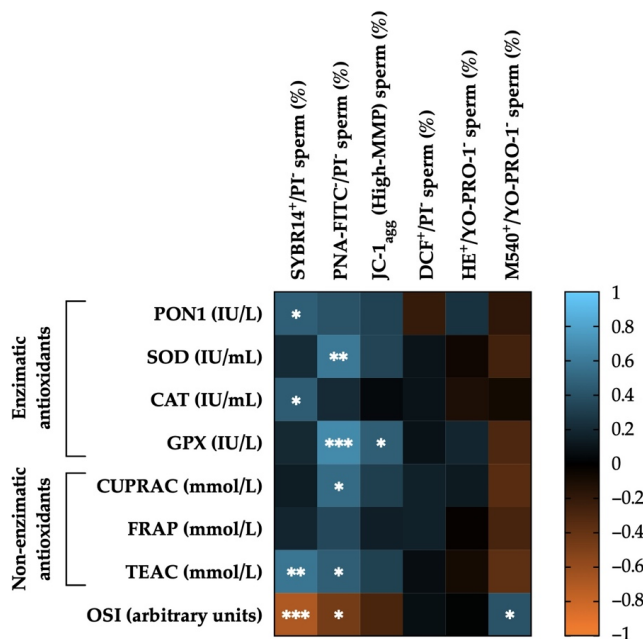 SYBR14⁺/PI⁻ sperm (%)
PNA-FITC⁻/PI⁻ sperm (%)
JC-1agg (High-MMP) sperm (%)
DCF⁺/PI⁻ sperm (%)
HE⁺/YO-PRO-1⁻ sperm (%)
M540⁺/YO-PRO-1⁻ sperm (%)
Enzimatic
antioxidants
Non-enzimatic
antioxidants
PON1 (IU/L)
*
SOD (IU/mL)
**
CAT (IU/mL)
*
GPX (IU/L)
*** *
CUPRAC (mmol/L)
*
FRAP (mmol/L)
TEAC (mmol/L)
** *
OSI (arbitrary units)
*** * *
1
0.8
0.6
0.4
0.2
0
−0.2
−0.4
−0.6
−0.8
−1